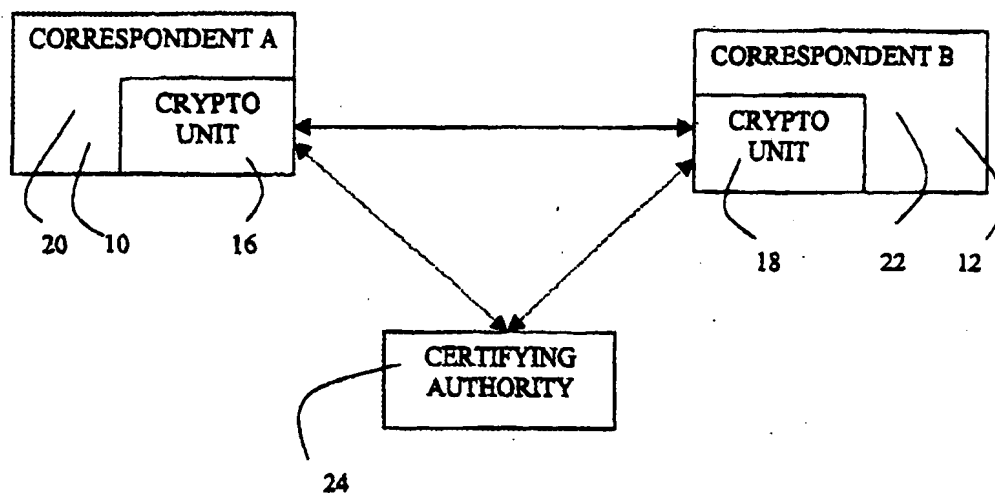 CORRESPONDENT A
CRYPTO
UNIT
CORRESPONDENT B
CRYPTO
UNIT
20
10
16
18
22
12
CERTIFYING
AUTHORITY
24